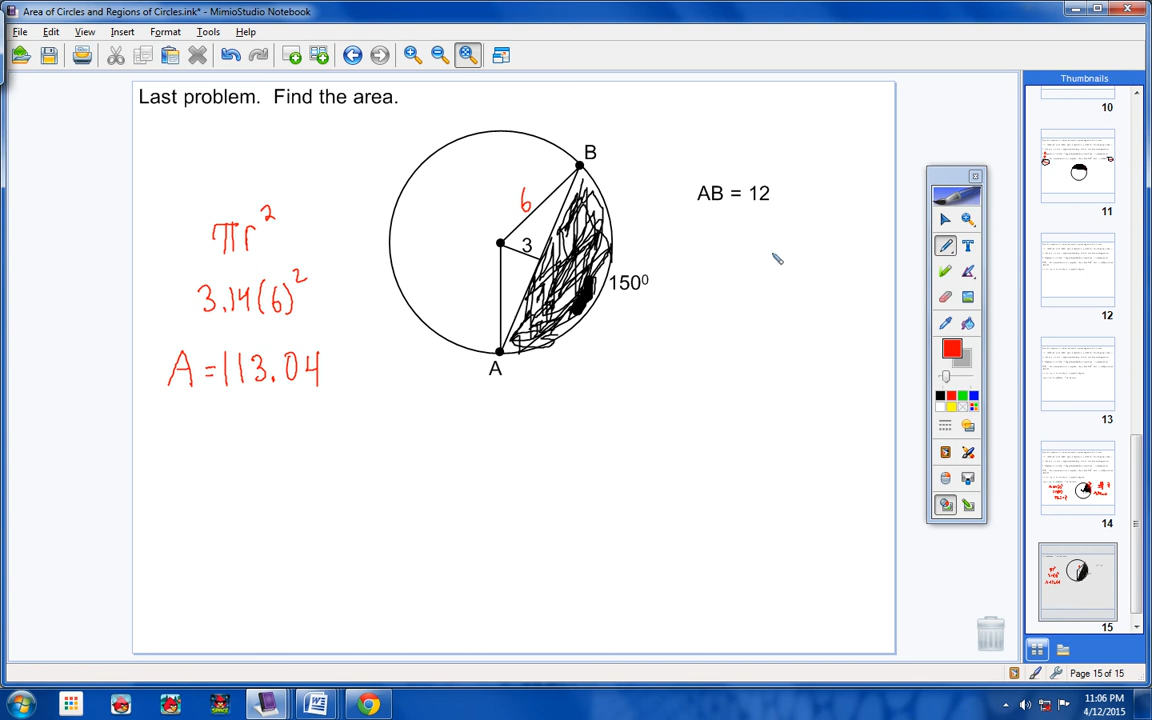 Area of Circles and Regions of Circles.ink* - MimioStudio Notebook
File Edit View Insert Format Tools Help
Thumbnails
Last problem. Find the area.
B
AB = 12
6
3
150⁰
A
πr²
3.14(6)²
A = 113.04
10
11
12
13
14
15
Page 15 of 15
11:06 PM
4/12/2015